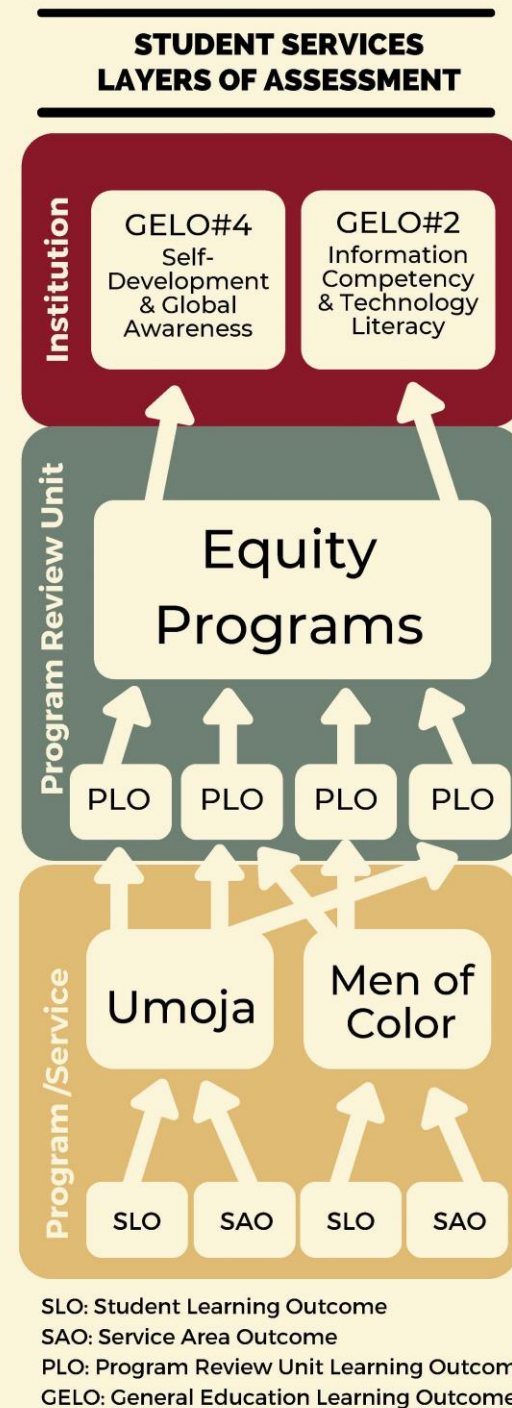 STUDENT SERVICES
LAYERS OF ASSESSMENT
Institution
GELO#4
Self-
Development
& Global
Awareness
GELO#2
Information
Competency
& Technology
Literacy
Program Review Unit
Equity
Programs
PLO
PLO
PLO
PLO
Program /Service
Umoja
Men of
Color
SLO
SAO
SLO
SAO
SLO: Student Learning Outcome
SAO: Service Area Outcome
PLO: Program Review Unit Learning Outcom
GELO: General Education Learning Outcome